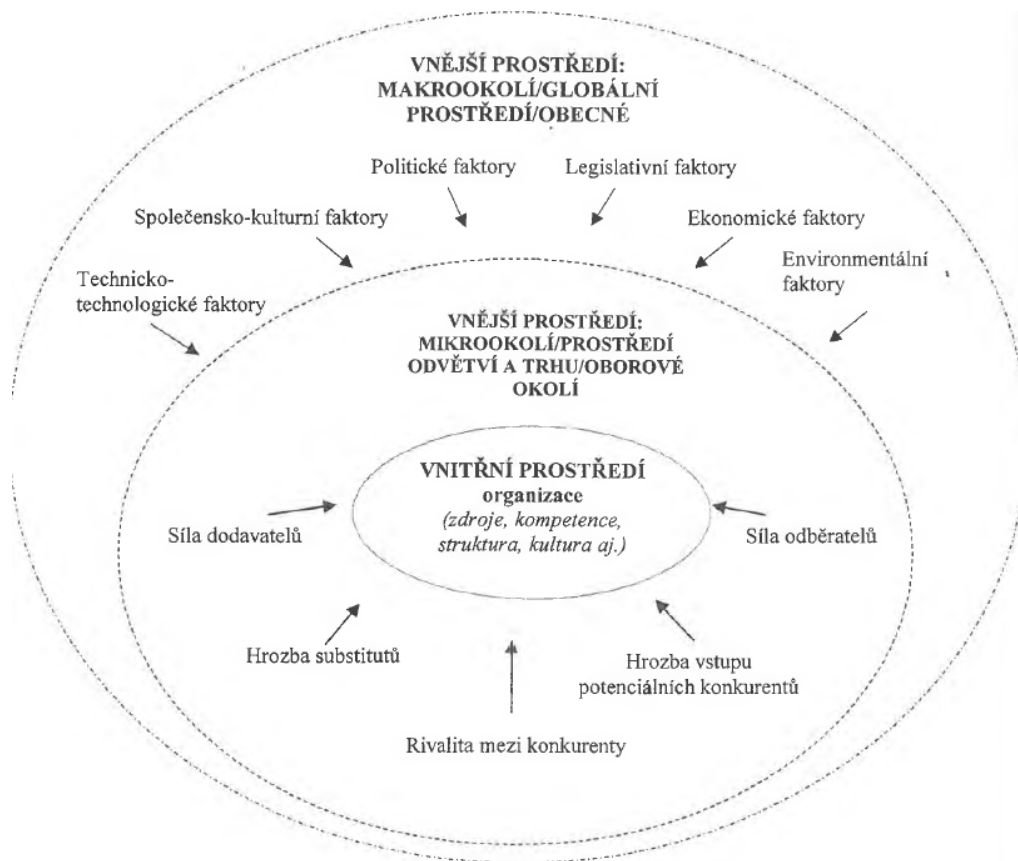 VNĚJŠÍ PROSTŘEDÍ:
MAKROOKOLÍ/GLOBÁLNÍ
PROSTŘEDÍ/OBECNÉ
Politické faktory
Legislativní faktory
Společensko-kulturní faktory
Ekonomické faktory
Technicko-
technologické faktory
Environmentální
faktory
VNĚJŠÍ PROSTŘEDÍ:
MIKROOKOLÍ/PROSTŘEDÍ
ODVĚTVÍ A TRHU/OBOROVÉ
OKOLÍ
VNITŘNÍ PROSTŘEDÍ
organizace
(zdroje, kompetence,
struktura, kultura aj.)
Síla dodavatelů
Síla odběratelů
Hrozba substitutů
Hrozba vstupu
potenciálních konkurentů
Rivalita mezi konkurenty